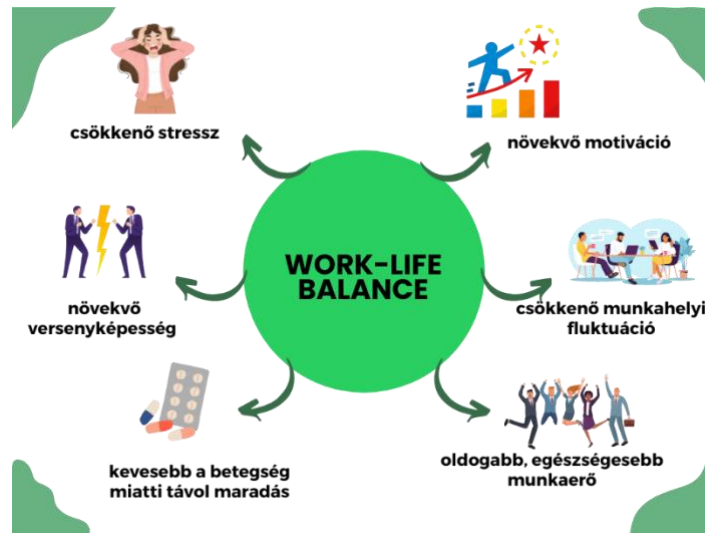 csökkenő stressz
növekvő motiváció
WORK-LIFE
BALANCE
növekvő
versenyképesség
csökkenő munkahelyi
fluktuáció
kevesebb a betegség
miatti távol maradás
oldogabb, egészségesebb
munkaerő